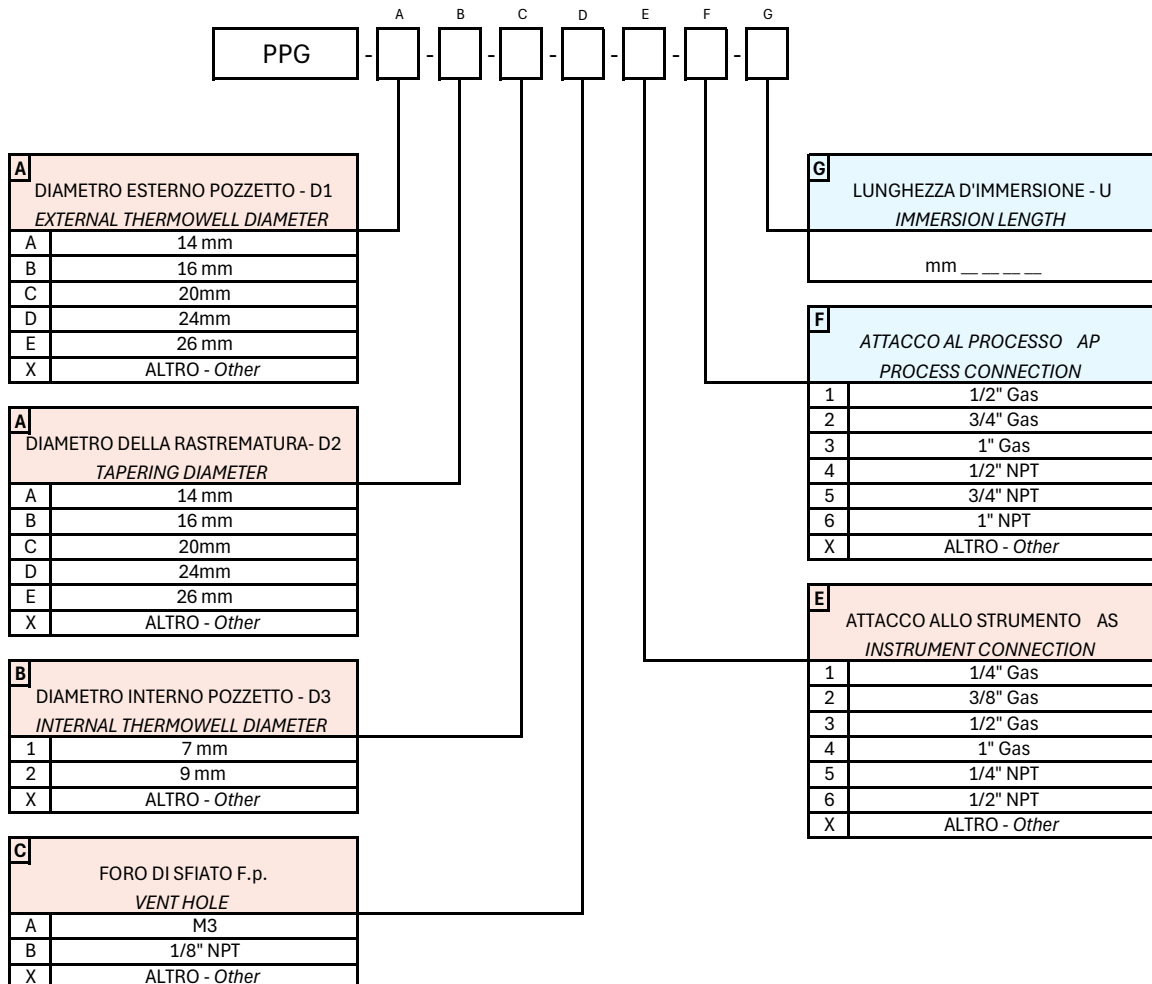 A B C D E F G
PPG - - - - - - -
A
DIAMETRO ESTERNO POZZETTO - D1
EXTERNAL THERMOWELL DIAMETER
A 14 mm
B 16 mm
C 20mm
D 24mm
E 26 mm
X ALTRO - Other
A
DIAMETRO DELLA RASTREMATURA- D2
TAPERING DIAMETER
A 14 mm
B 16 mm
C 20mm
D 24mm
E 26 mm
X ALTRO - Other
B
DIAMETRO INTERNO POZZETTO - D3
INTERNAL THERMOWELL DIAMETER
1 7 mm
2 9 mm
X ALTRO - Other
C
FORO DI SFIATO F.p.
VENT HOLE
A M3
B 1/8" NPT
X ALTRO - Other
G
LUNGHEZZA D'IMMERSIONE - U
IMMERSION LENGTH
mm __ __ __ __
F
ATTACCO AL PROCESSO AP
PROCESS CONNECTION
1 1/2" Gas
2 3/4" Gas
3 1" Gas
4 1/2" NPT
5 3/4" NPT
6 1" NPT
X ALTRO - Other
E
ATTACCO ALLO STRUMENTO AS
INSTRUMENT CONNECTION
1 1/4" Gas
2 3/8" Gas
3 1/2" Gas
4 1" Gas
5 1/4" NPT
6 1/2" NPT
X ALTRO - Other